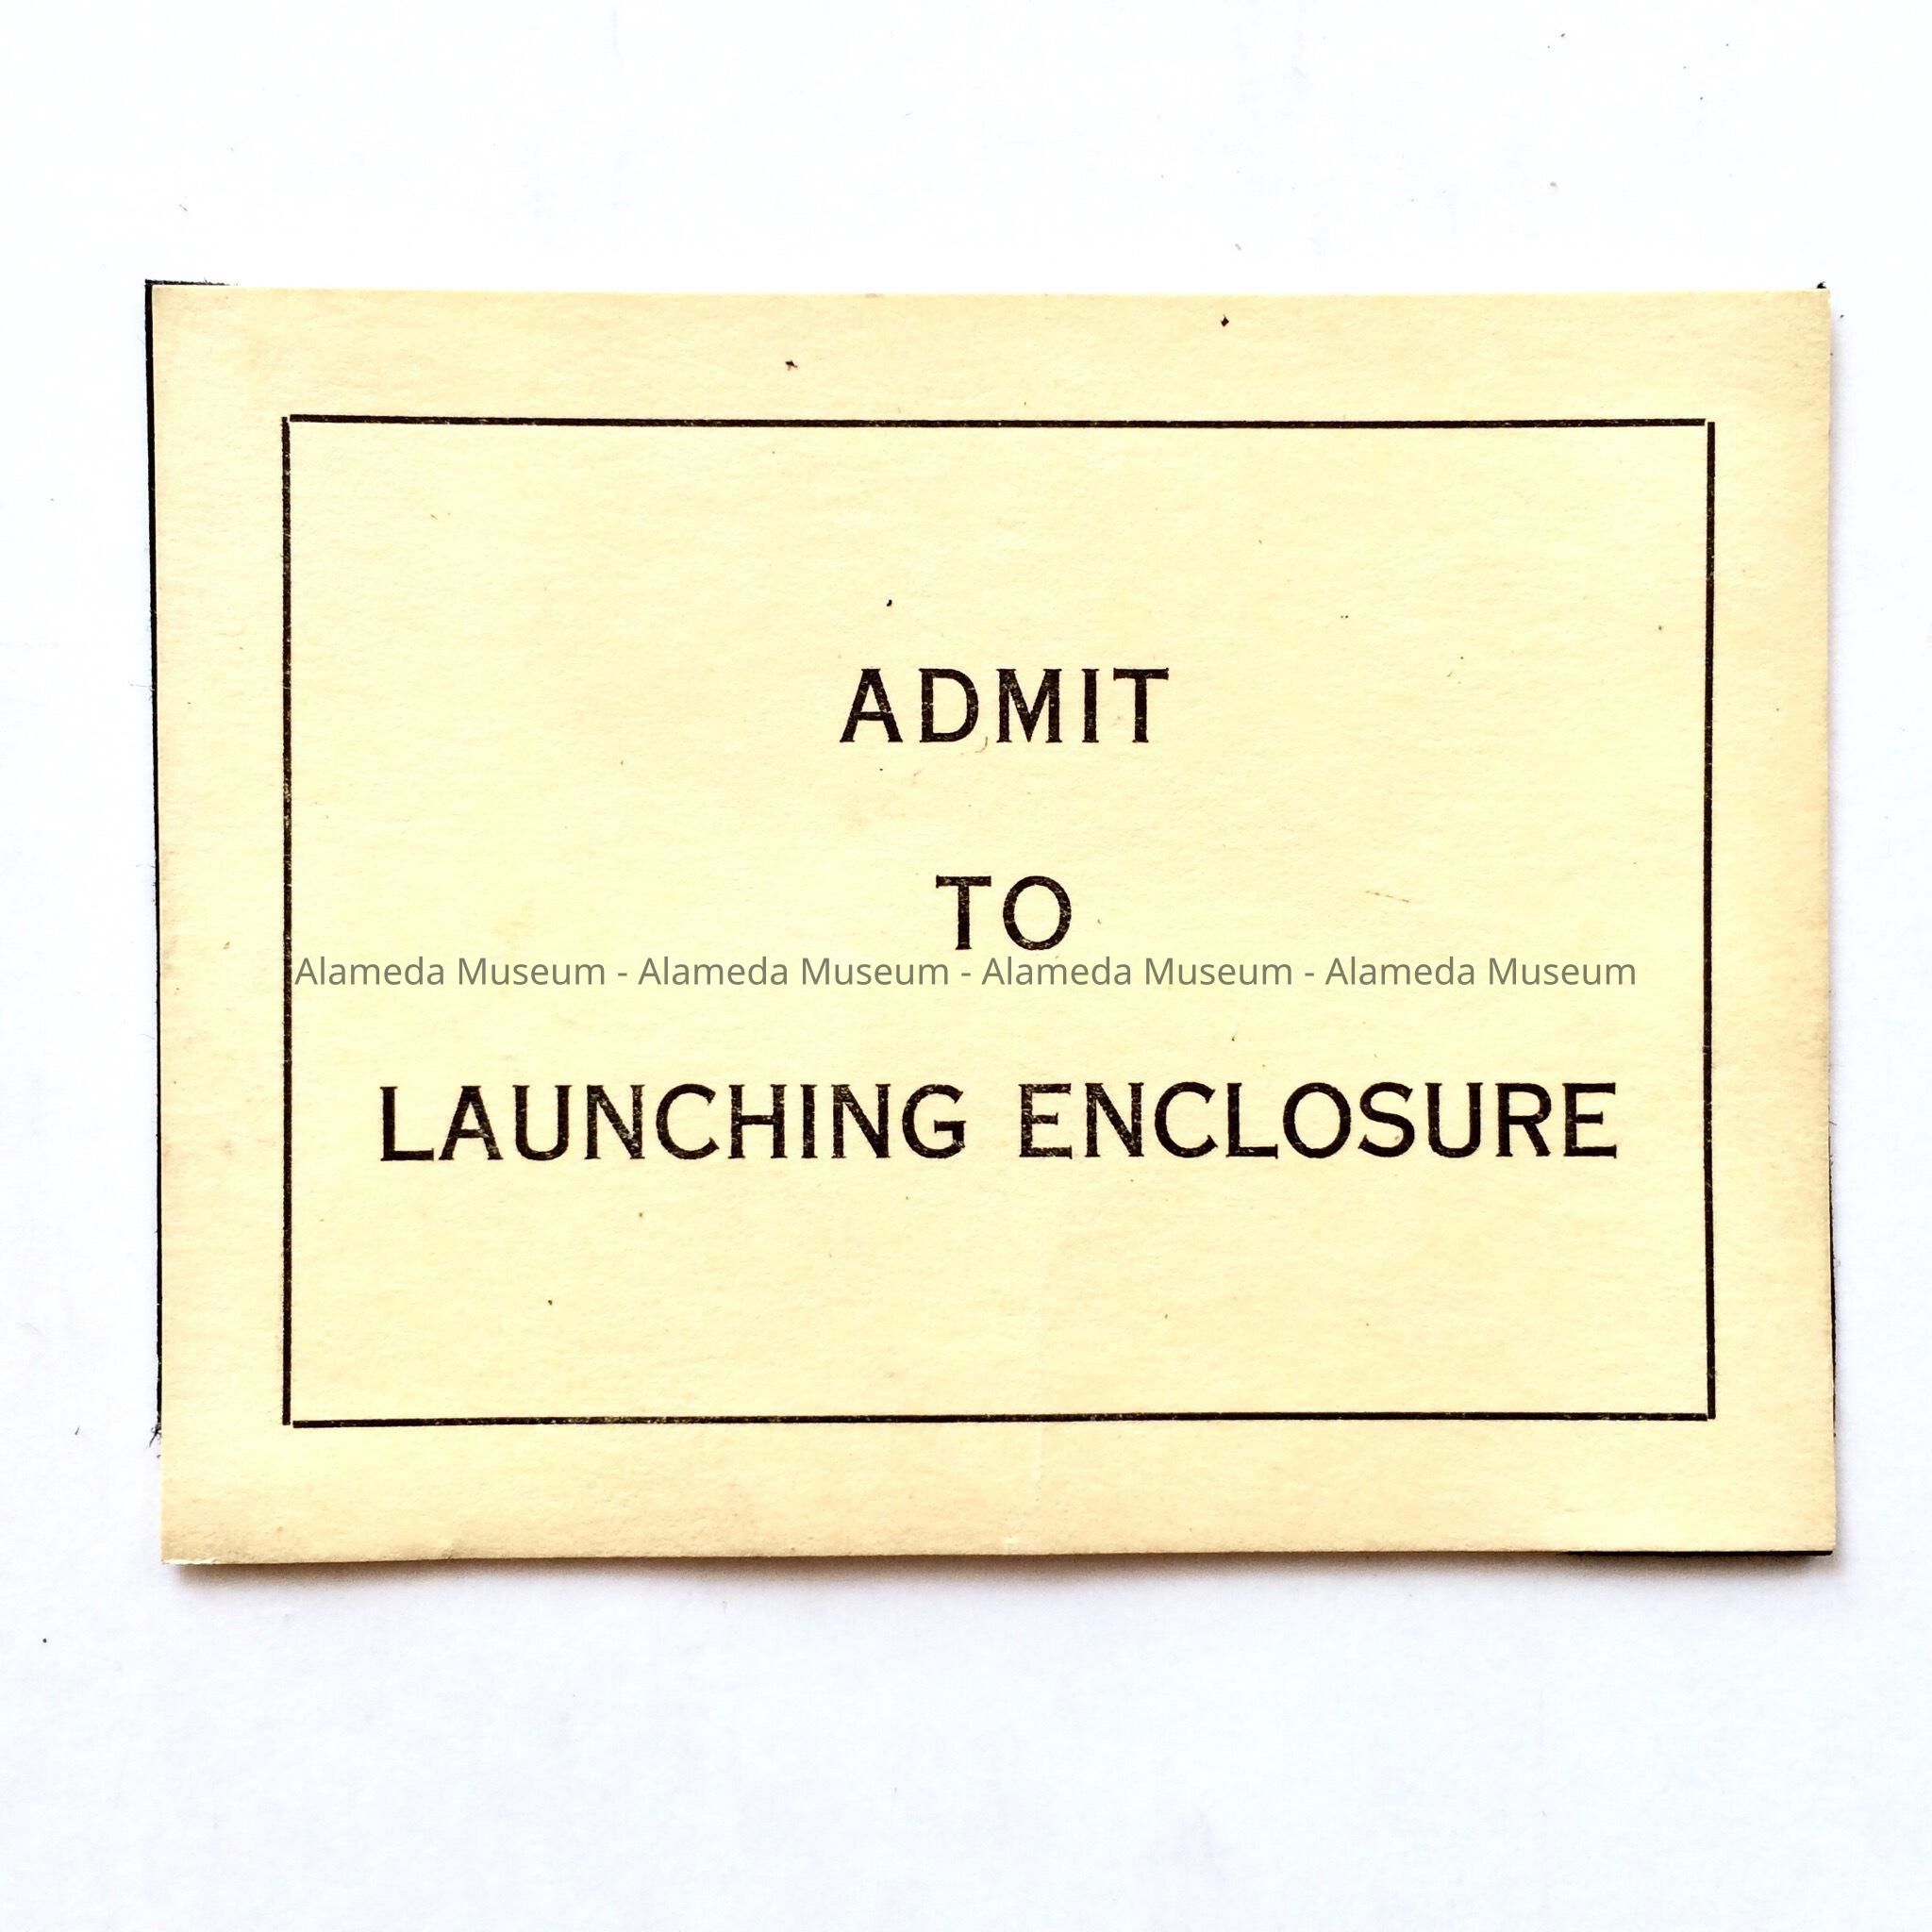 ADMIT
TO
Alameda Museum - Alameda Museum - Alameda Museum - Alameda Museum
LAUNCHING ENCLOSURE